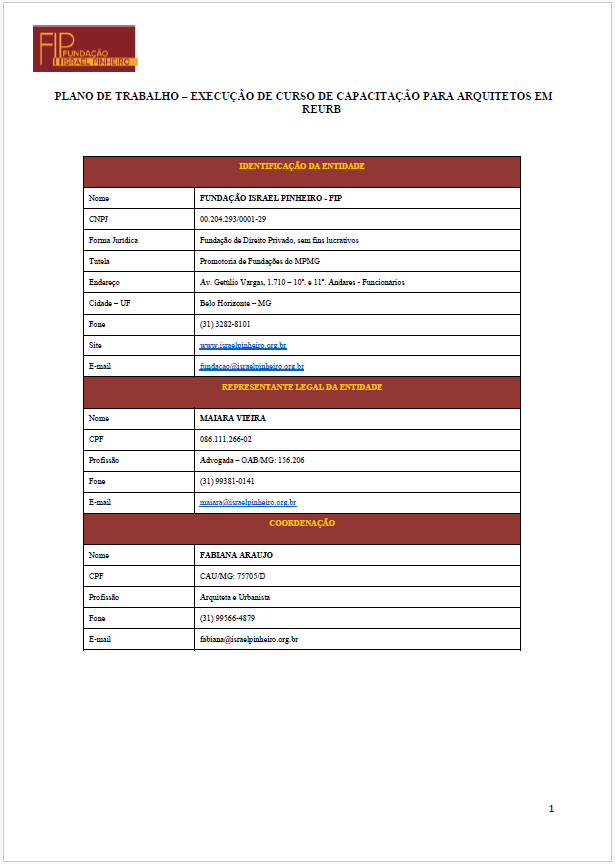 FIP
FUNDAÇÃO
ISRAEL PINHEIRO
PLANO DE TRABALHO – EXECUÇÃO DE CURSO DE CAPACITAÇÃO PARA ARQUITETOS EM
REURB
IDENTIFICAÇÃO DA ENTIDADE
Nome FUNDAÇÃO ISRAEL PINHEIRO - FIP
CNPJ 00.204.293/0001-29
Forma Jurídica Fundação de Direito Privado, sem fins lucrativos
Tutela Promotoria de Fundações do MPMG
Endereço Av. Getúlio Vargas, 1.710 – 10º. e 11º. Andares - Funcionários
Cidade – UF Belo Horizonte – MG
Fone (31) 3282-8101
Site www.israelpinheiro.org.br
E-mail fundacao@israelpinheiro.org.br
REPRESENTANTE LEGAL DA ENTIDADE
Nome MAIARA VIEIRA
CPF 086.111.266-02
Profissão Advogada – OAB/MG: 156.206
Fone (31) 99381-0141
E-mail maiara@israelpinheiro.org.br
COORDENAÇÃO
Nome FABIANA ARAUJO
CPF CAU/MG: 75705/D
Profissão Arquiteta e Urbanista
Fone (31) 99566-4879
E-mail fabiana@israelpinheiro.org.br
1